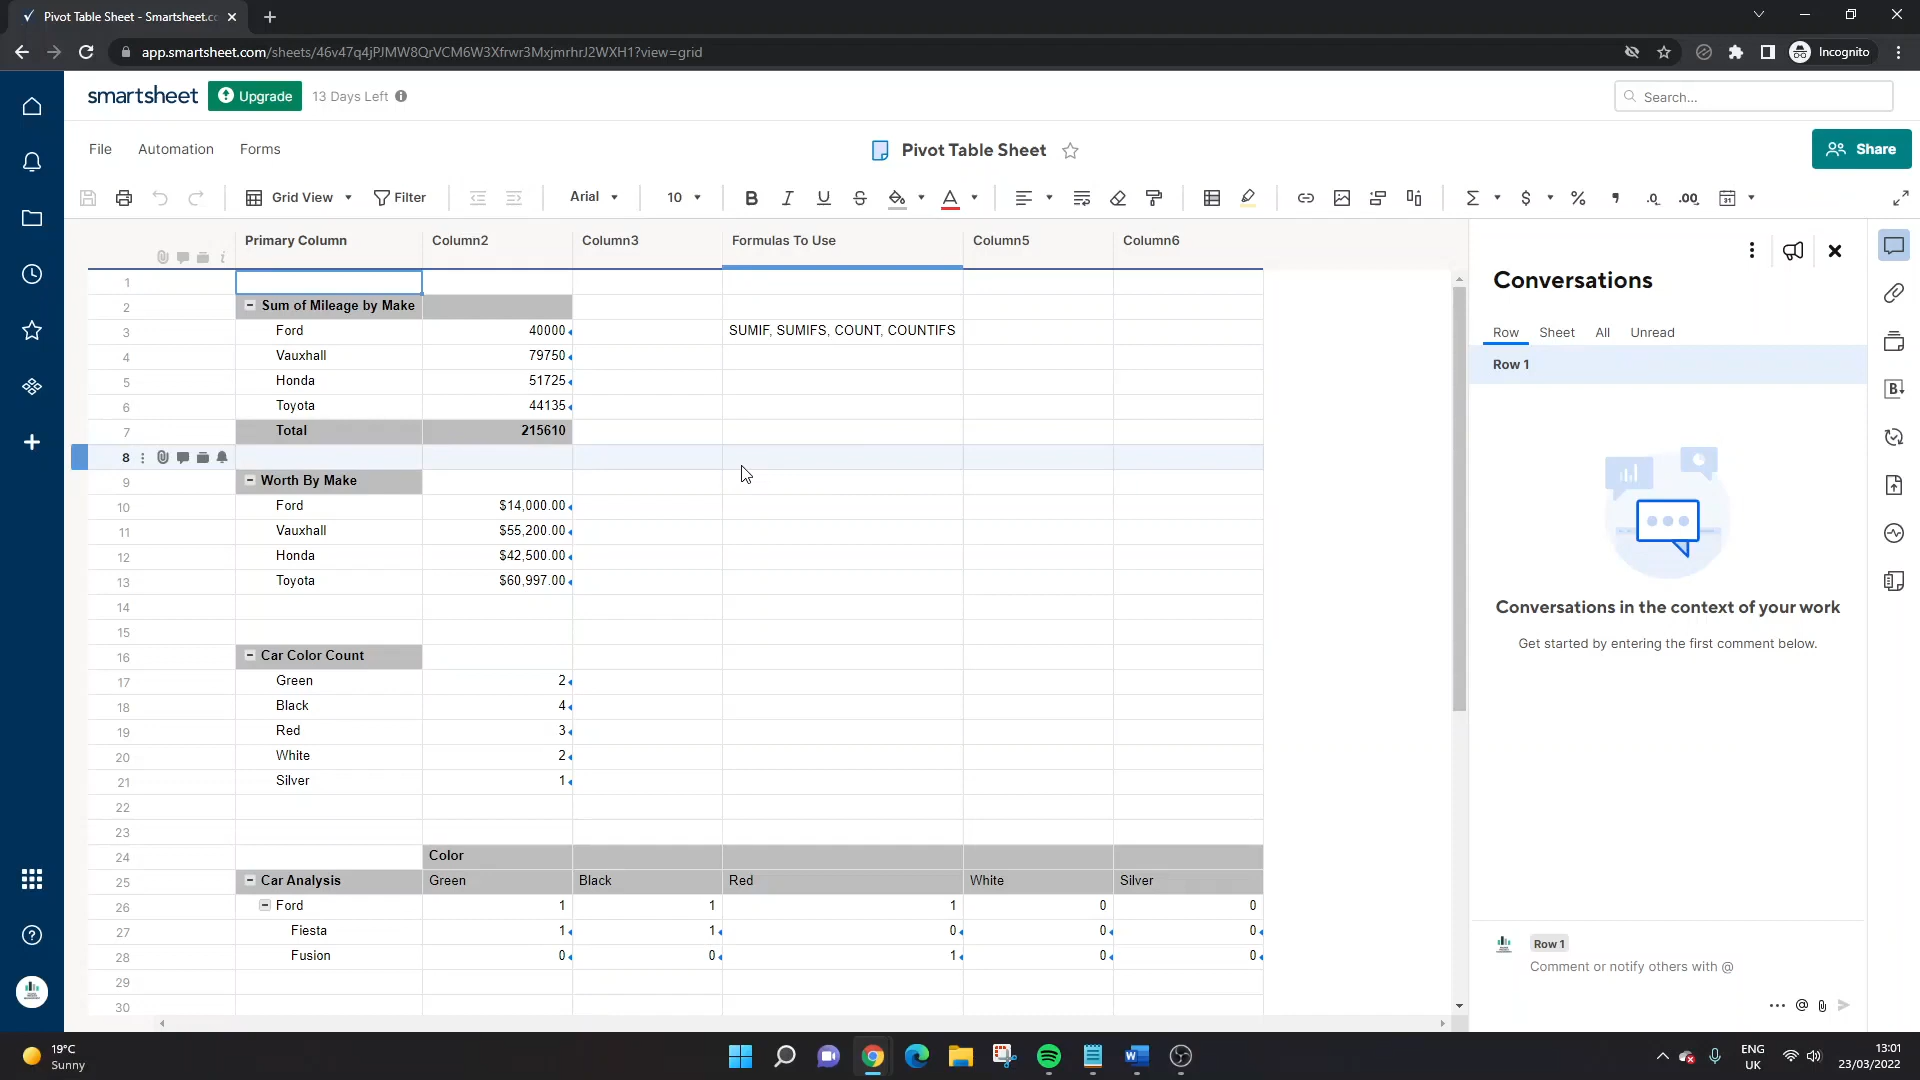 Pivot Table Sheet - Smartsheet.co
app.smartsheet.com/sheets/46v47q4jPJMW8QrVCM6W3Xfrwr3MxjmrhrJ2WXH1?view=grid
Incognito
smartsheet
Upgrade
13 Days Left
Search...
File Automation Forms
Pivot Table Sheet
Share
Grid View Filter Arial 10 B I U S A Σ $ % .0 .00 31
Primary Column Column2 Column3 Formulas To Use Column5 Column6
1
2 Sum of Mileage by Make
3 Ford 40000 SUMIF, SUMIFS, COUNT, COUNTIFS
4 Vauxhall 79750
5 Honda 51725
6 Toyota 44135
7 Total 215610
8
9 Worth By Make
10 Ford $14,000.00
11 Vauxhall $55,200.00
12 Honda $42,500.00
13 Toyota $60,997.00
14
15
16 Car Color Count
17 Green 2
18 Black 4
19 Red 3
20 White 2
21 Silver 1
22
23
24 Color
25 Car Analysis Green Black Red White Silver
26 Ford 1 1 1 0 0
27 Fiesta 1 1 0 0 0
28 Fusion 0 0 1 0 0
29
30
Conversations
Row Sheet All Unread
Row 1
Conversations in the context of your work
Get started by entering the first comment below.
Row 1
Comment or notify others with @
19°C
Sunny
ENG
UK
13:01
23/03/2022